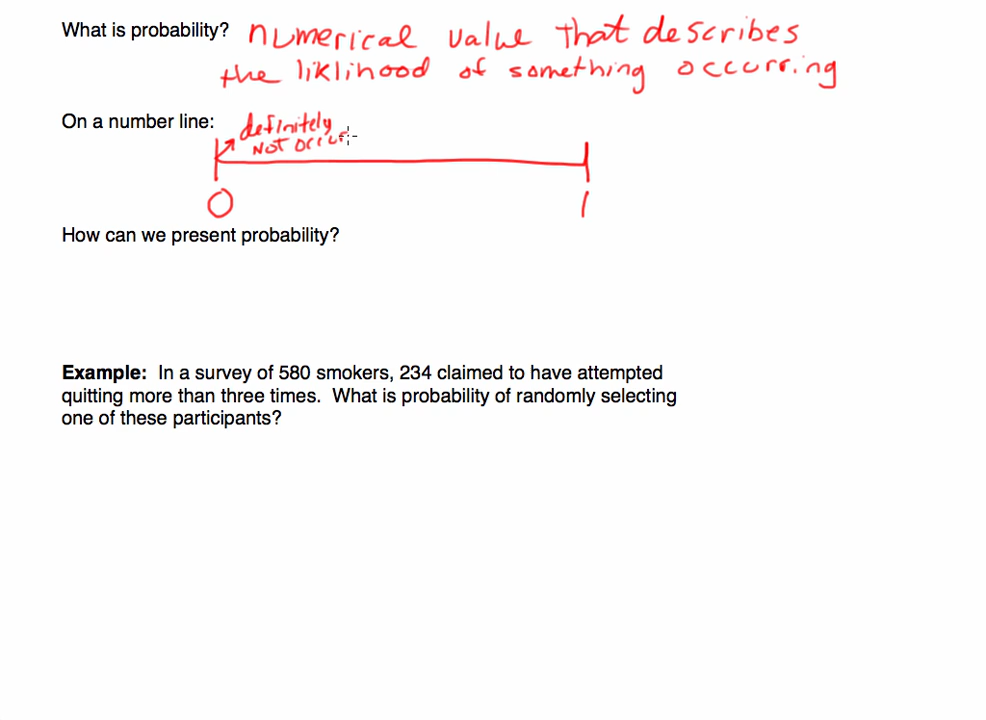 What is probability? numerical value that describes
the liklihood of something occurring
On a number line: definitely
NOT occur
0 1
How can we present probability?
Example: In a survey of 580 smokers, 234 claimed to have attempted
quitting more than three times. What is probability of randomly selecting
one of these participants?